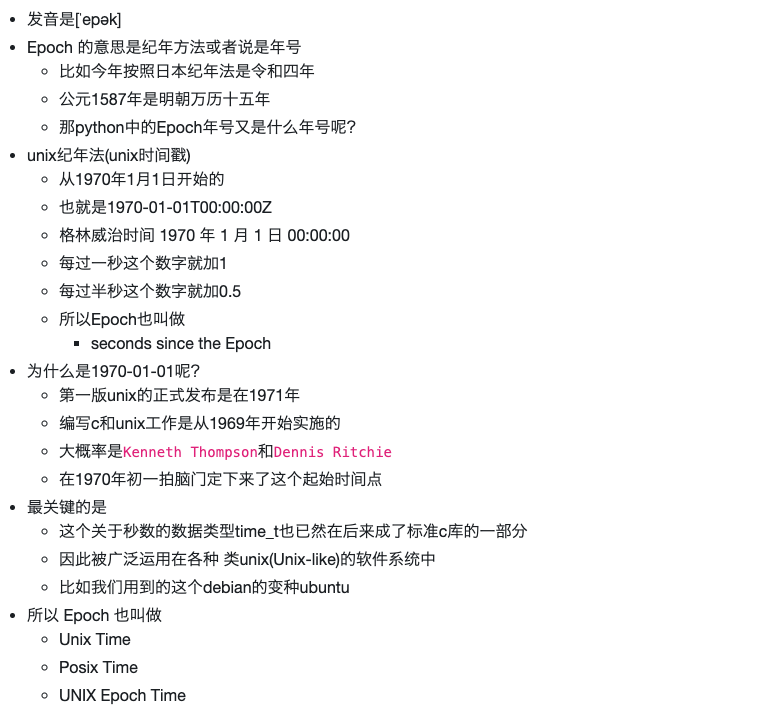 发音是[ˈepək]
Epoch 的意思是纪年方法或者说是年号
比如今年按照日本纪年法是令和四年
公元1587年是明朝万历十五年
那python中的Epoch年号又是什么年号呢？
unix纪年法(unix时间戳)
从1970年1月1日开始的
也就是1970-01-01T00:00:00Z
格林威治时间 1970 年 1 月 1 日 00:00:00
每过一秒这个数字就加1
每过半秒这个数字就加0.5
所以Epoch也叫做
seconds since the Epoch
为什么是1970-01-01呢？
第一版unix的正式发布是在1971年
编写c和unix工作是从1969年开始实施的
大概率是Kenneth Thompson和Dennis Ritchie
在1970年初一拍脑门定下来了这个起始时间点
最关键的是
这个关于秒数的数据类型time_t也已然在后来成了标准c库的一部分
因此被广泛运用在各种 类unix(Unix-like)的软件系统中
比如我们用到的这个debian的变种ubuntu
所以 Epoch 也叫做
Unix Time
Posix Time
UNIX Epoch Time